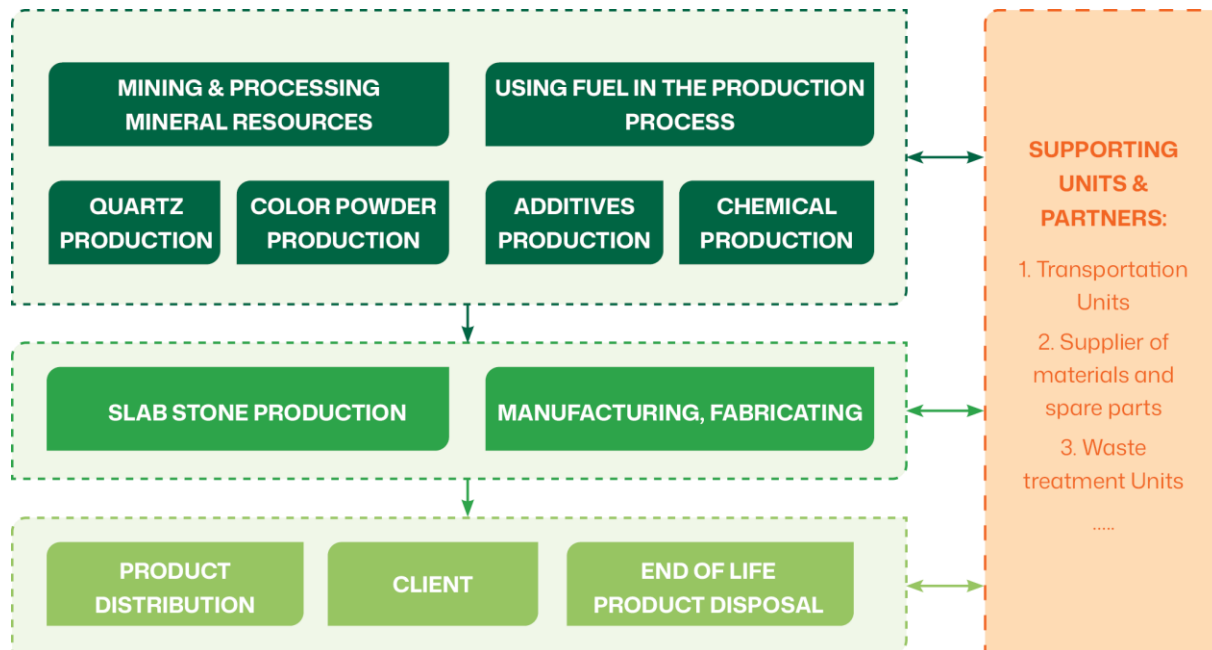 MINING & PROCESSING
MINERAL RESOURCES
USING FUEL IN THE PRODUCTION
PROCESS
QUARTZ
PRODUCTION
COLOR POWDER
PRODUCTION
ADDITIVES
PRODUCTION
CHEMICAL
PRODUCTION
SLAB STONE PRODUCTION
MANUFACTURING, FABRICATING
PRODUCT
DISTRIBUTION
CLIENT
END OF LIFE
PRODUCT DISPOSAL
SUPPORTING
UNITS &
PARTNERS:
1. Transportation
Units
2. Supplier of
materials and
spare parts
3. Waste
treatment Units
.....